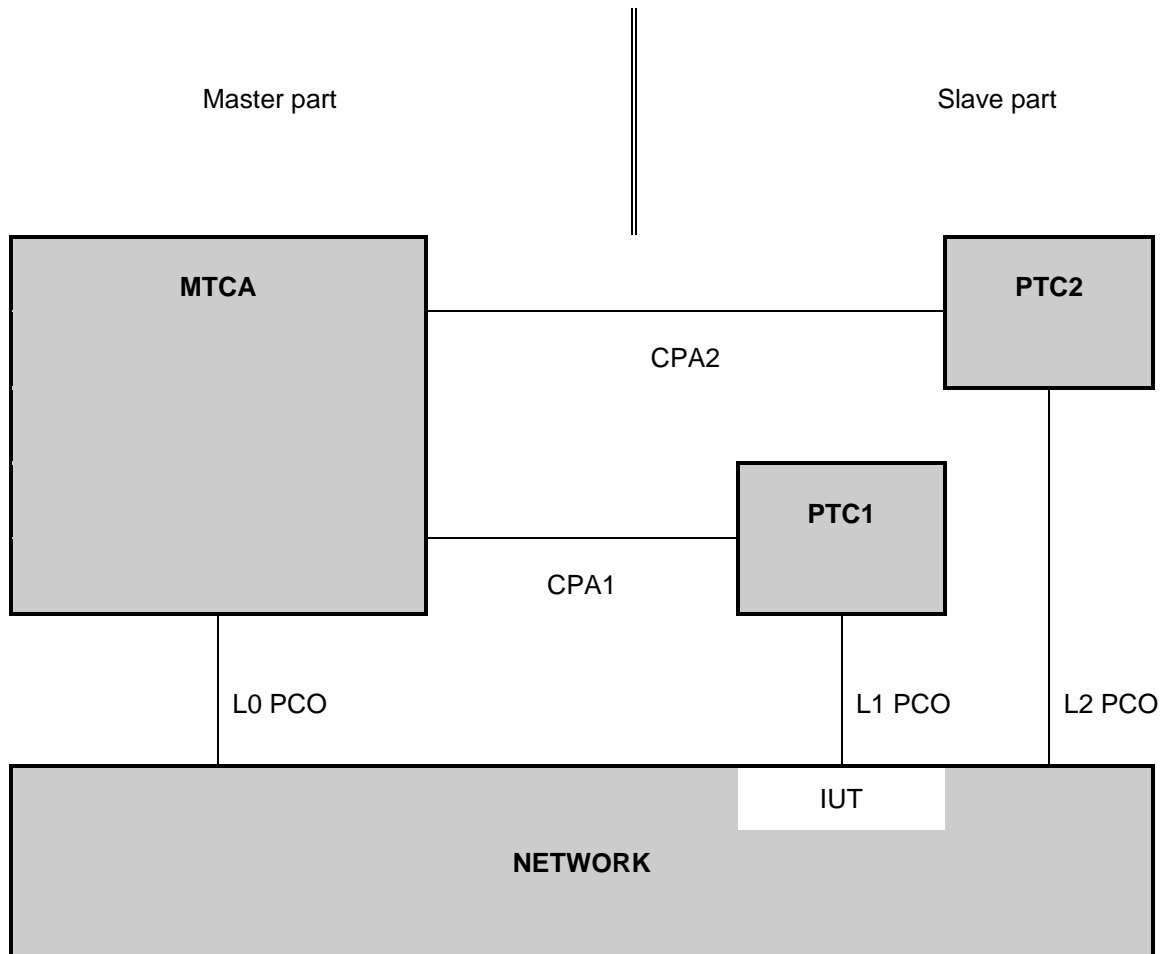 Master part
Slave part
MTCA
PTC2
CPA2
PTC1
CPA1
L0 PCO
L1 PCO
L2 PCO
IUT
NETWORK